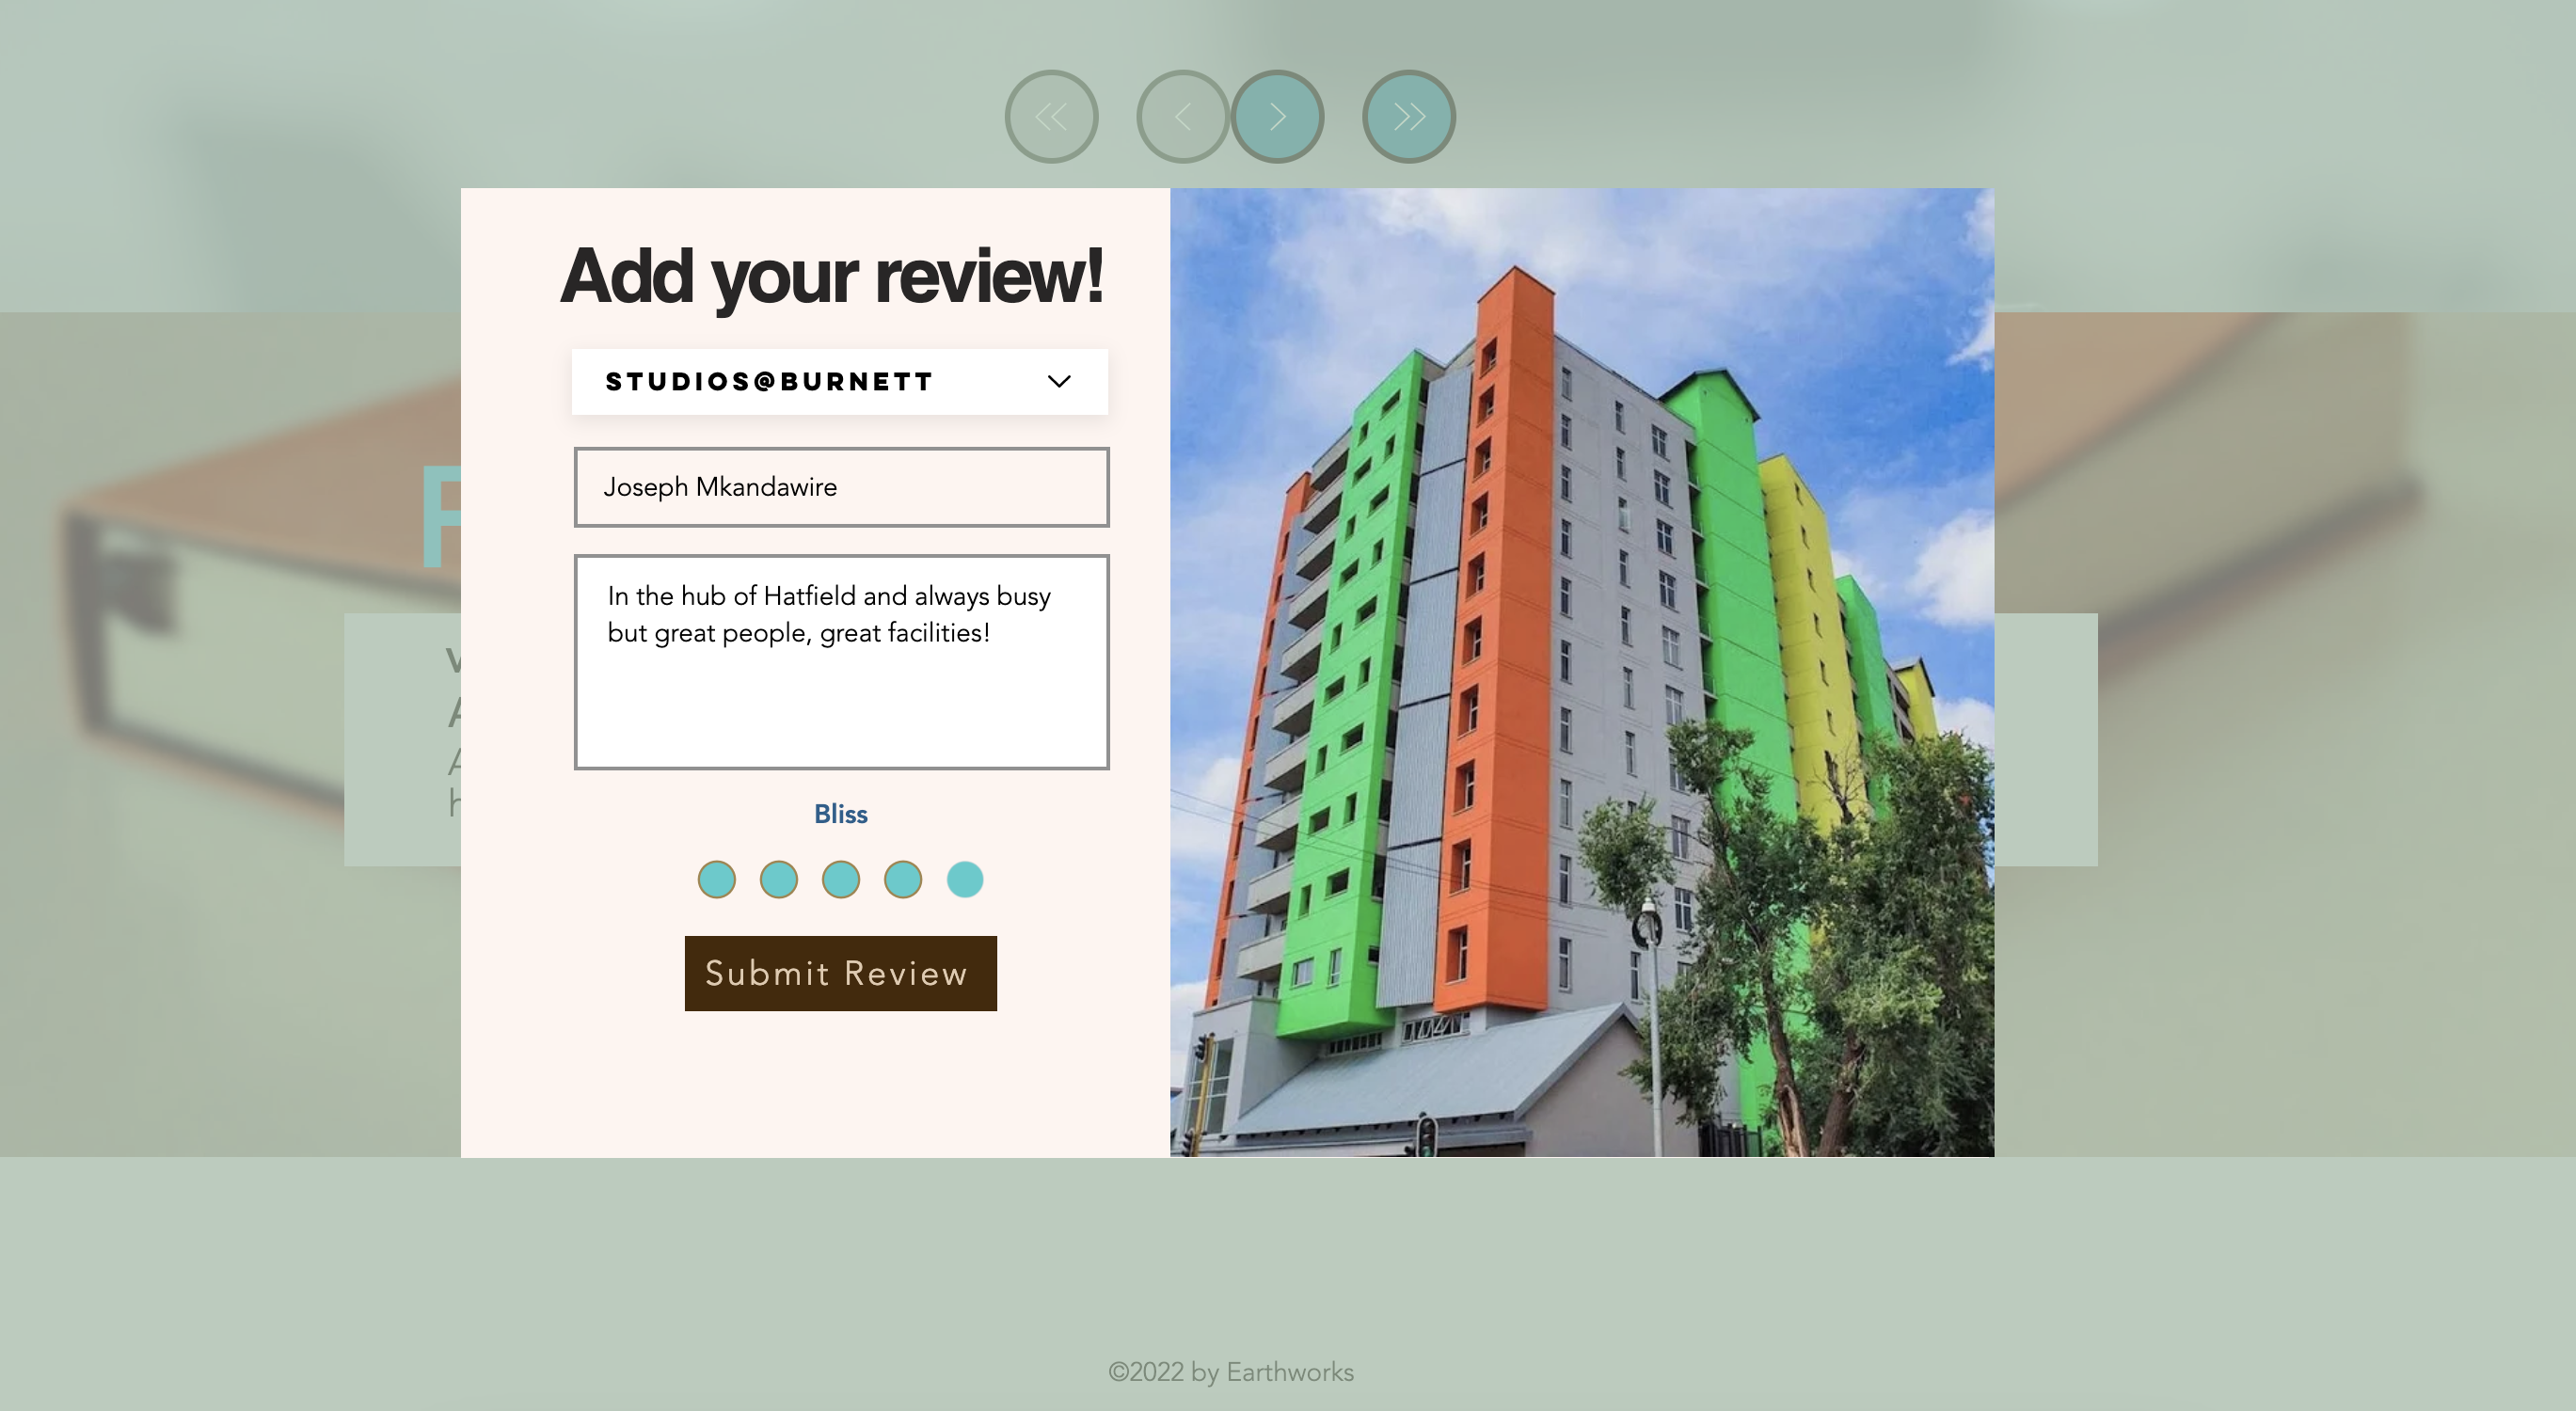 Add your review!
STUDIOS@BURNETT
Joseph Mkandawire
In the hub of Hatfield and always busy
but great people, great facilities!
Bliss
Submit Review
©2022 by Earthworks